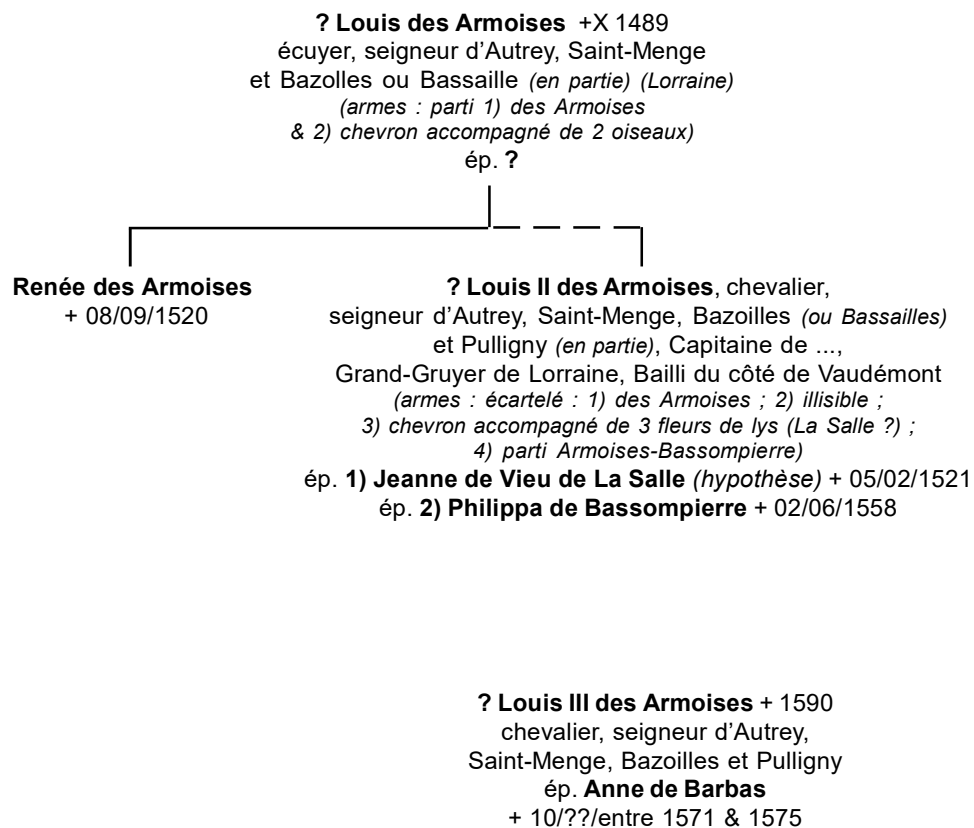 ? Louis des Armoises +X 1489
écuyer, seigneur d’Autrey, Saint-Menge
et Bazolles ou Bassaille (en partie) (Lorraine)
(armes : parti 1) des Armoises
& 2) chevron accompagné de 2 oiseaux)
ép. ?
Renée des Armoises
+ 08/09/1520
? Louis II des Armoises, chevalier,
seigneur d’Autrey, Saint-Menge, Bazoilles (ou Bassailles)
et Pulligny (en partie), Capitaine de ...,
Grand-Gruyer de Lorraine, Bailli du côté de Vaudémont
(armes : écartelé : 1) des Armoises ; 2) illisible ;
3) chevron accompagné de 3 fleurs de lys (La Salle ?) ;
4) parti Armoises-Bassompierre)
ép. 1) Jeanne de Vieu de La Salle (hypothèse) + 05/02/1521
ép. 2) Philippa de Bassompierre + 02/06/1558
? Louis III des Armoises + 1590
chevalier, seigneur d’Autrey,
Saint-Menge, Bazoilles et Pulligny
ép. Anne de Barbas
+ 10/??/entre 1571 & 1575